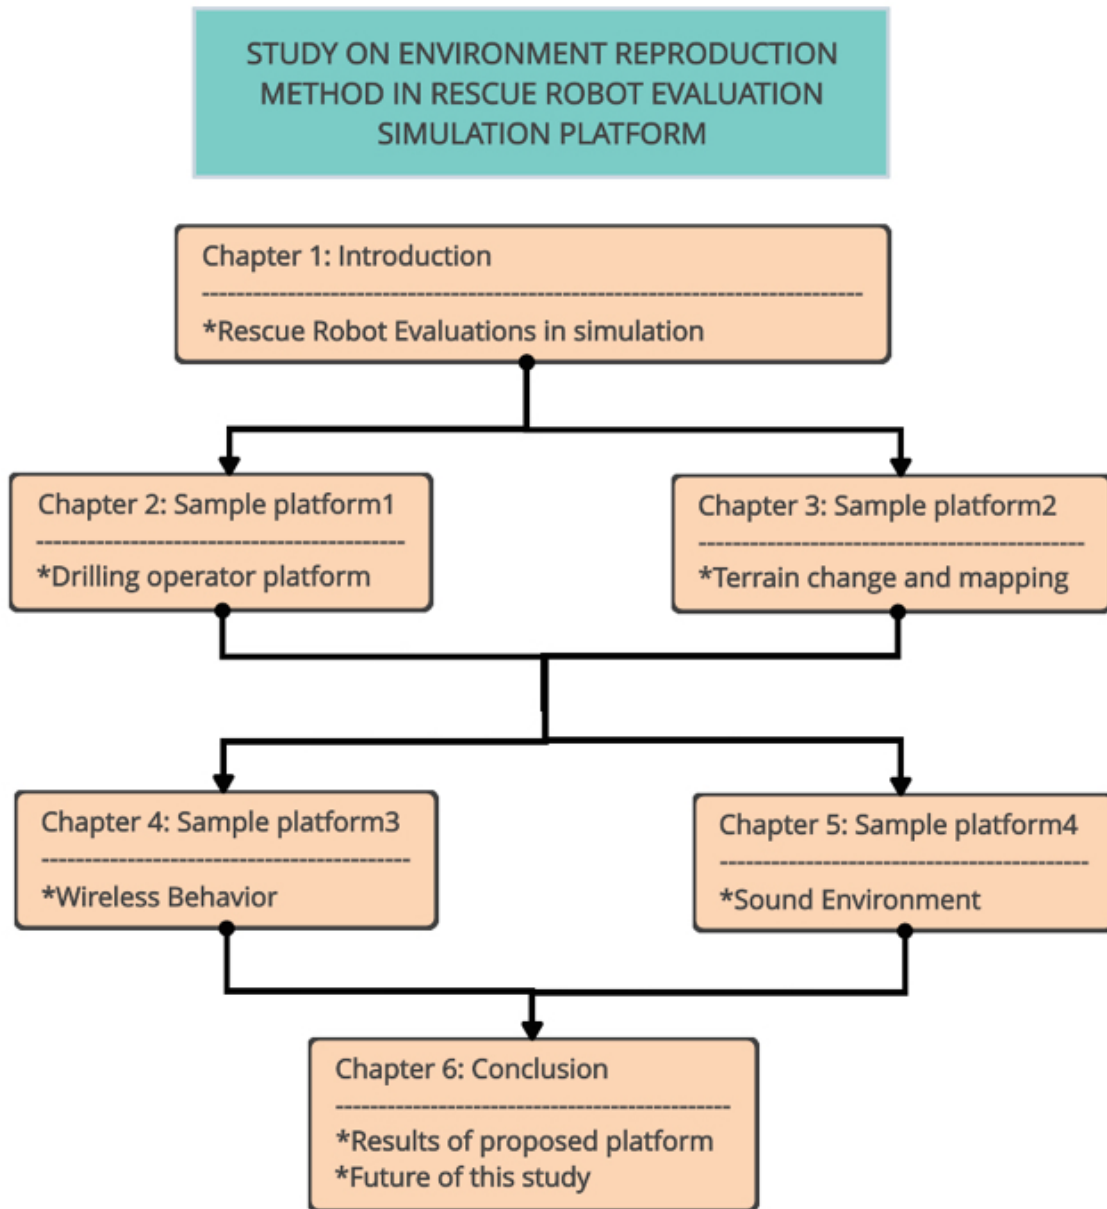 STUDY ON ENVIRONMENT REPRODUCTION
METHOD IN RESCUE ROBOT EVALUATION
SIMULATION PLATFORM
Chapter 1: Introduction
*Rescue Robot Evaluations in simulation
Chapter 2: Sample platform1
*Drilling operator platform
Chapter 3: Sample platform2
*Terrain change and mapping
Chapter 4: Sample platform3
*Wireless Behavior
Chapter 5: Sample platform4
*Sound Environment
Chapter 6: Conclusion
*Results of proposed platform
*Future of this study